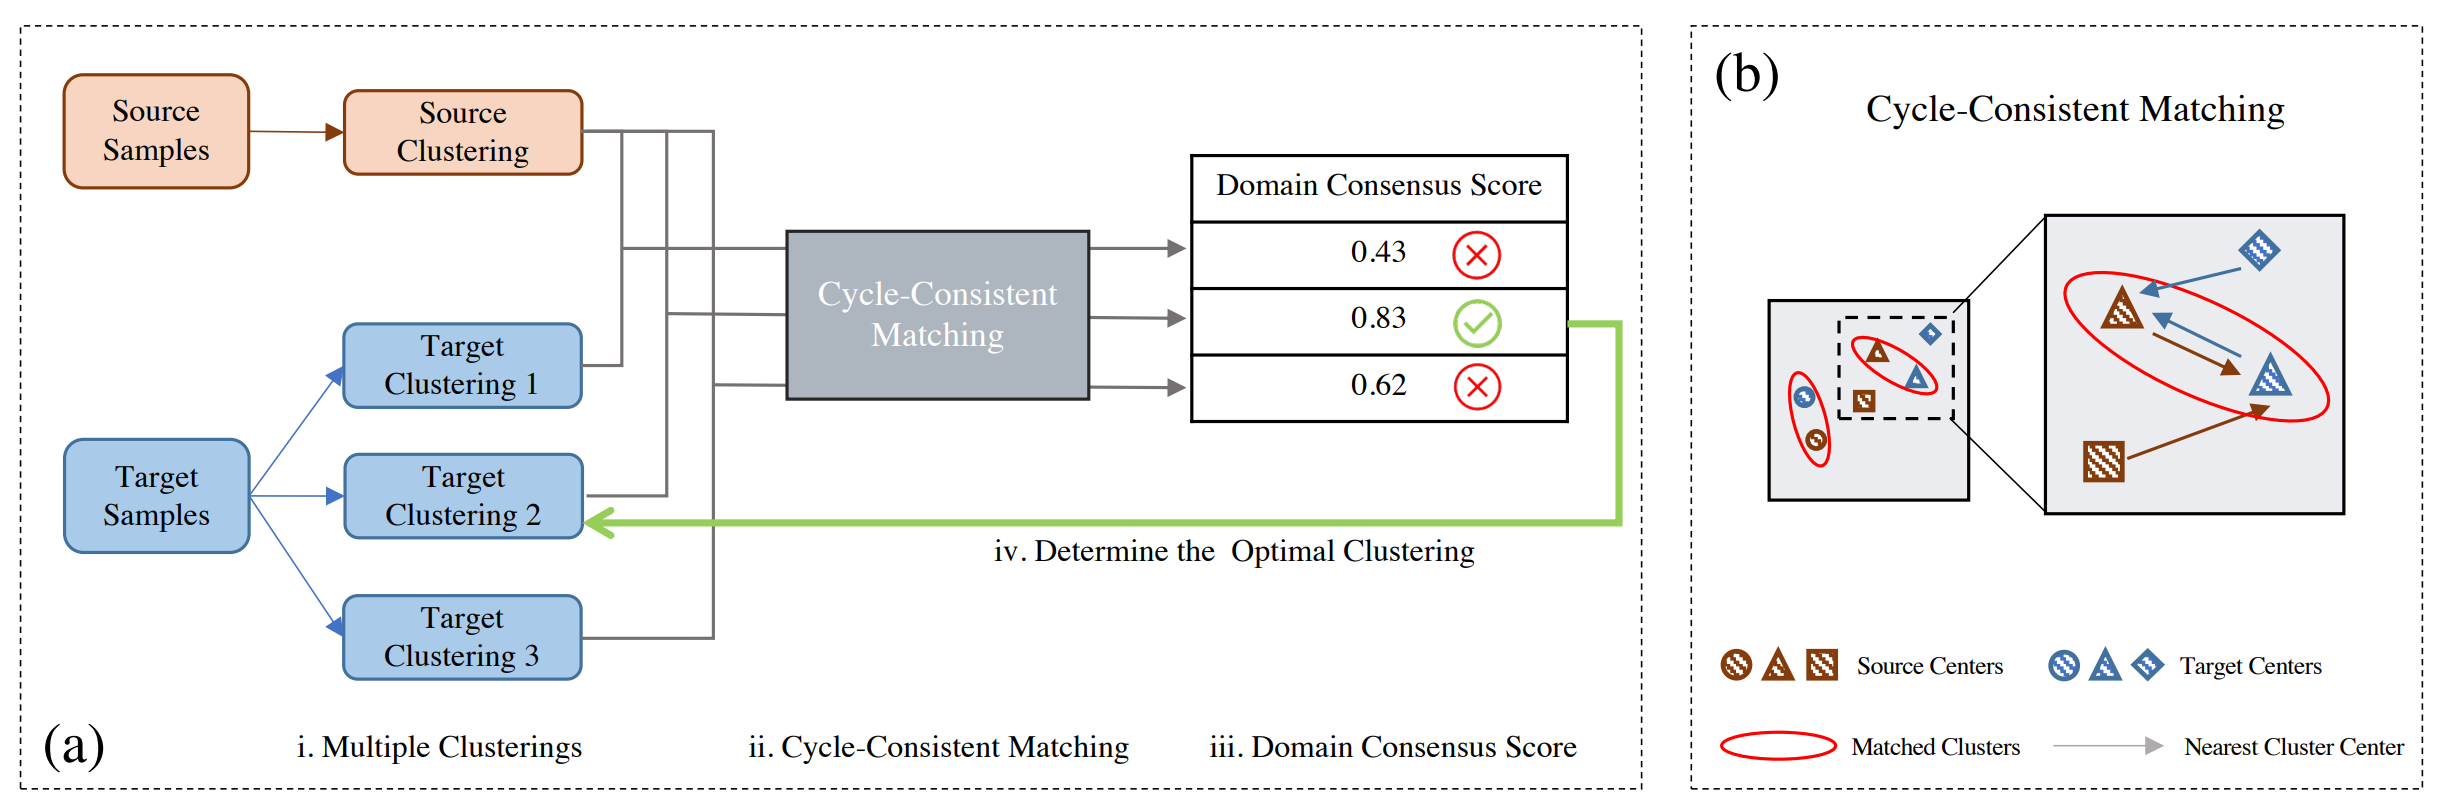 Source
Samples
Source
Clustering
Target
Samples
Target
Clustering 1
Target
Clustering 2
Target
Clustering 3
Cycle-Consistent
Matching
Domain Consensus Score
0.43
0.83
0.62
iv. Determine the Optimal Clustering
(a)
i. Multiple Clusterings
ii. Cycle-Consistent Matching
iii. Domain Consensus Score
(b)
Cycle-Consistent Matching
Source Centers
Target Centers
Matched Clusters
Nearest Cluster Center